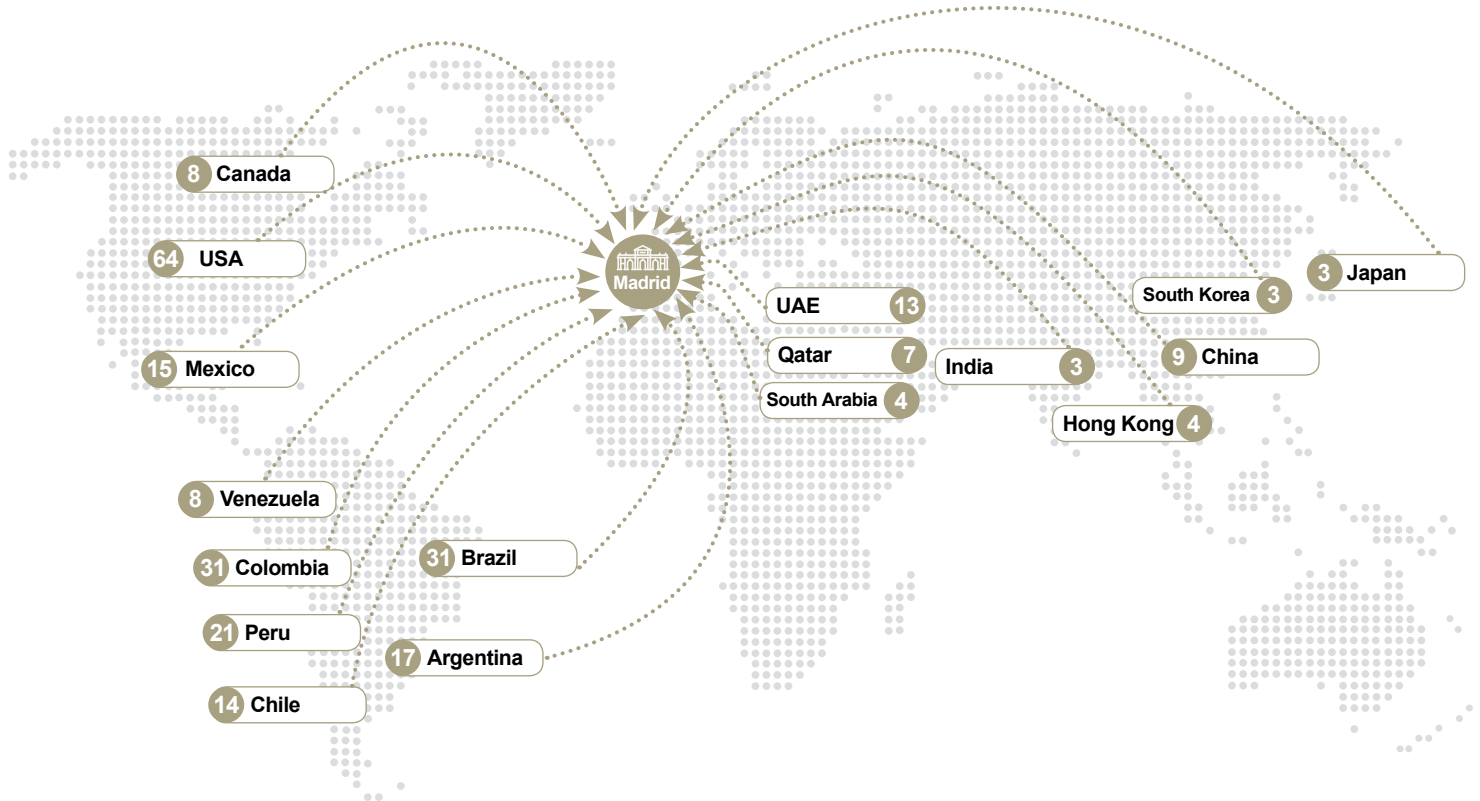 8 Canada
64 USA
15 Mexico
8 Venezuela
31 Colombia
21 Peru
14 Chile
31 Brazil
17 Argentina
Madrid
UAE 13
Qatar 7
South Arabia 4
India 3
Hong Kong 4
9 China
South Korea 3
3 Japan